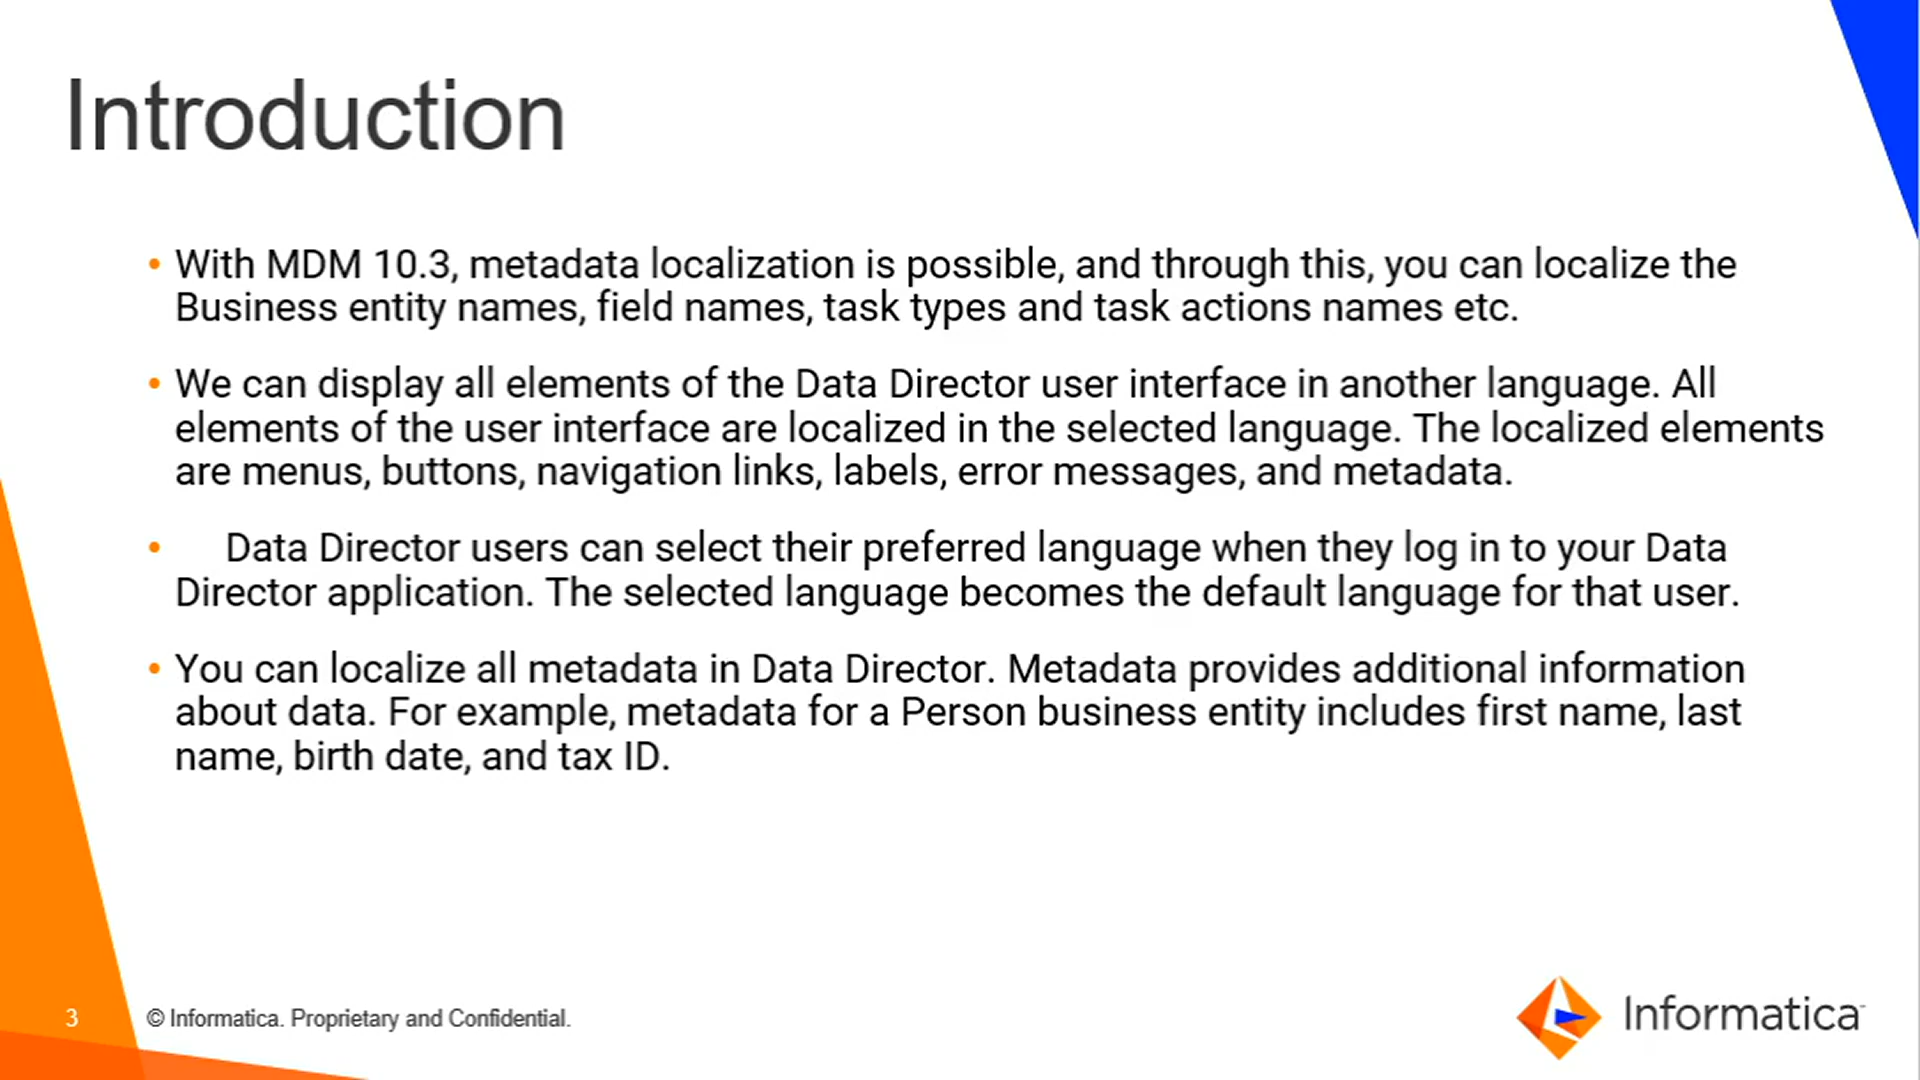 Introduction
• With MDM 10.3, metadata localization is possible, and through this, you can localize the
Business entity names, field names, task types and task actions names etc.
• We can display all elements of the Data Director user interface in another language. All
elements of the user interface are localized in the selected language. The localized elements
are menus, buttons, navigation links, labels, error messages, and metadata.
• Data Director users can select their preferred language when they log in to your Data
Director application. The selected language becomes the default language for that user.
• You can localize all metadata in Data Director. Metadata provides additional information
about data. For example, metadata for a Person business entity includes first name, last
name, birth date, and tax ID.
3
© Informatica. Proprietary and Confidential.
Informatica